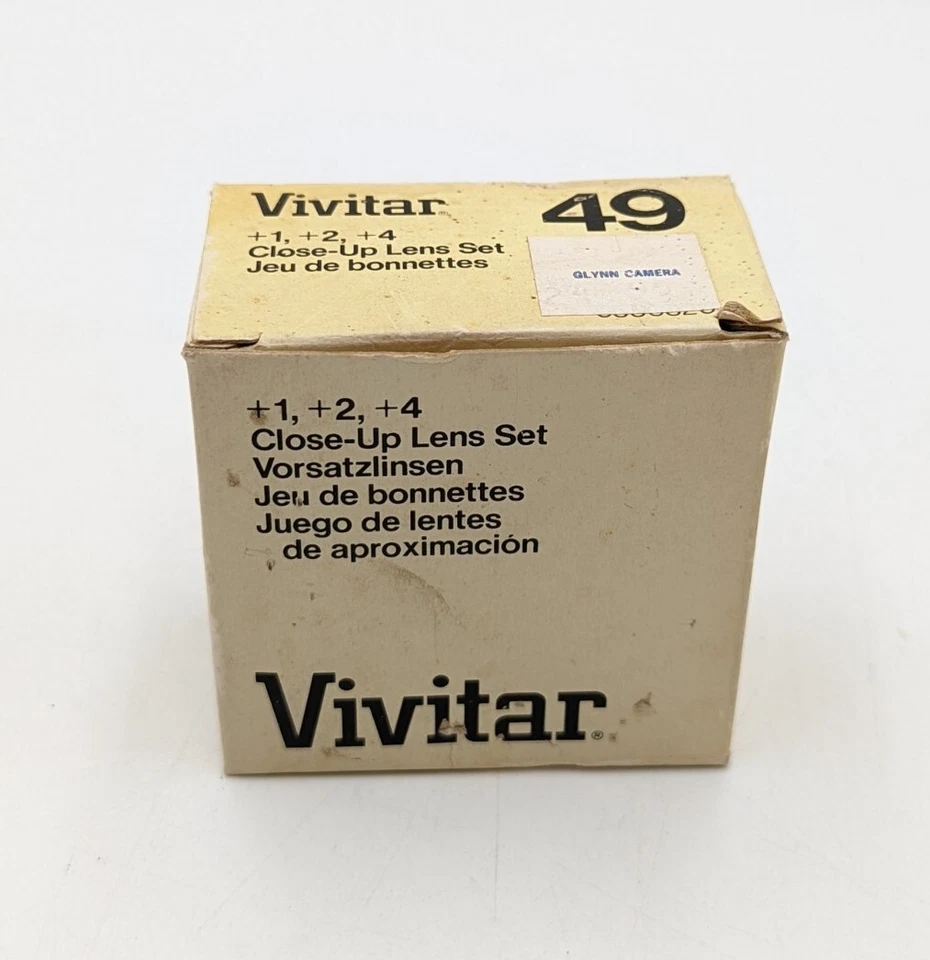 Vivitar
49
+1, +2, +4
Close-Up Lens Set
Jeu de bonnettes
GLYNN CAMERA
+1, +2, +4
Close-Up Lens Set
Vorsatzlinsen
Jeu de bonnettes
Juego de lentes
de aproximación
Vivitar®